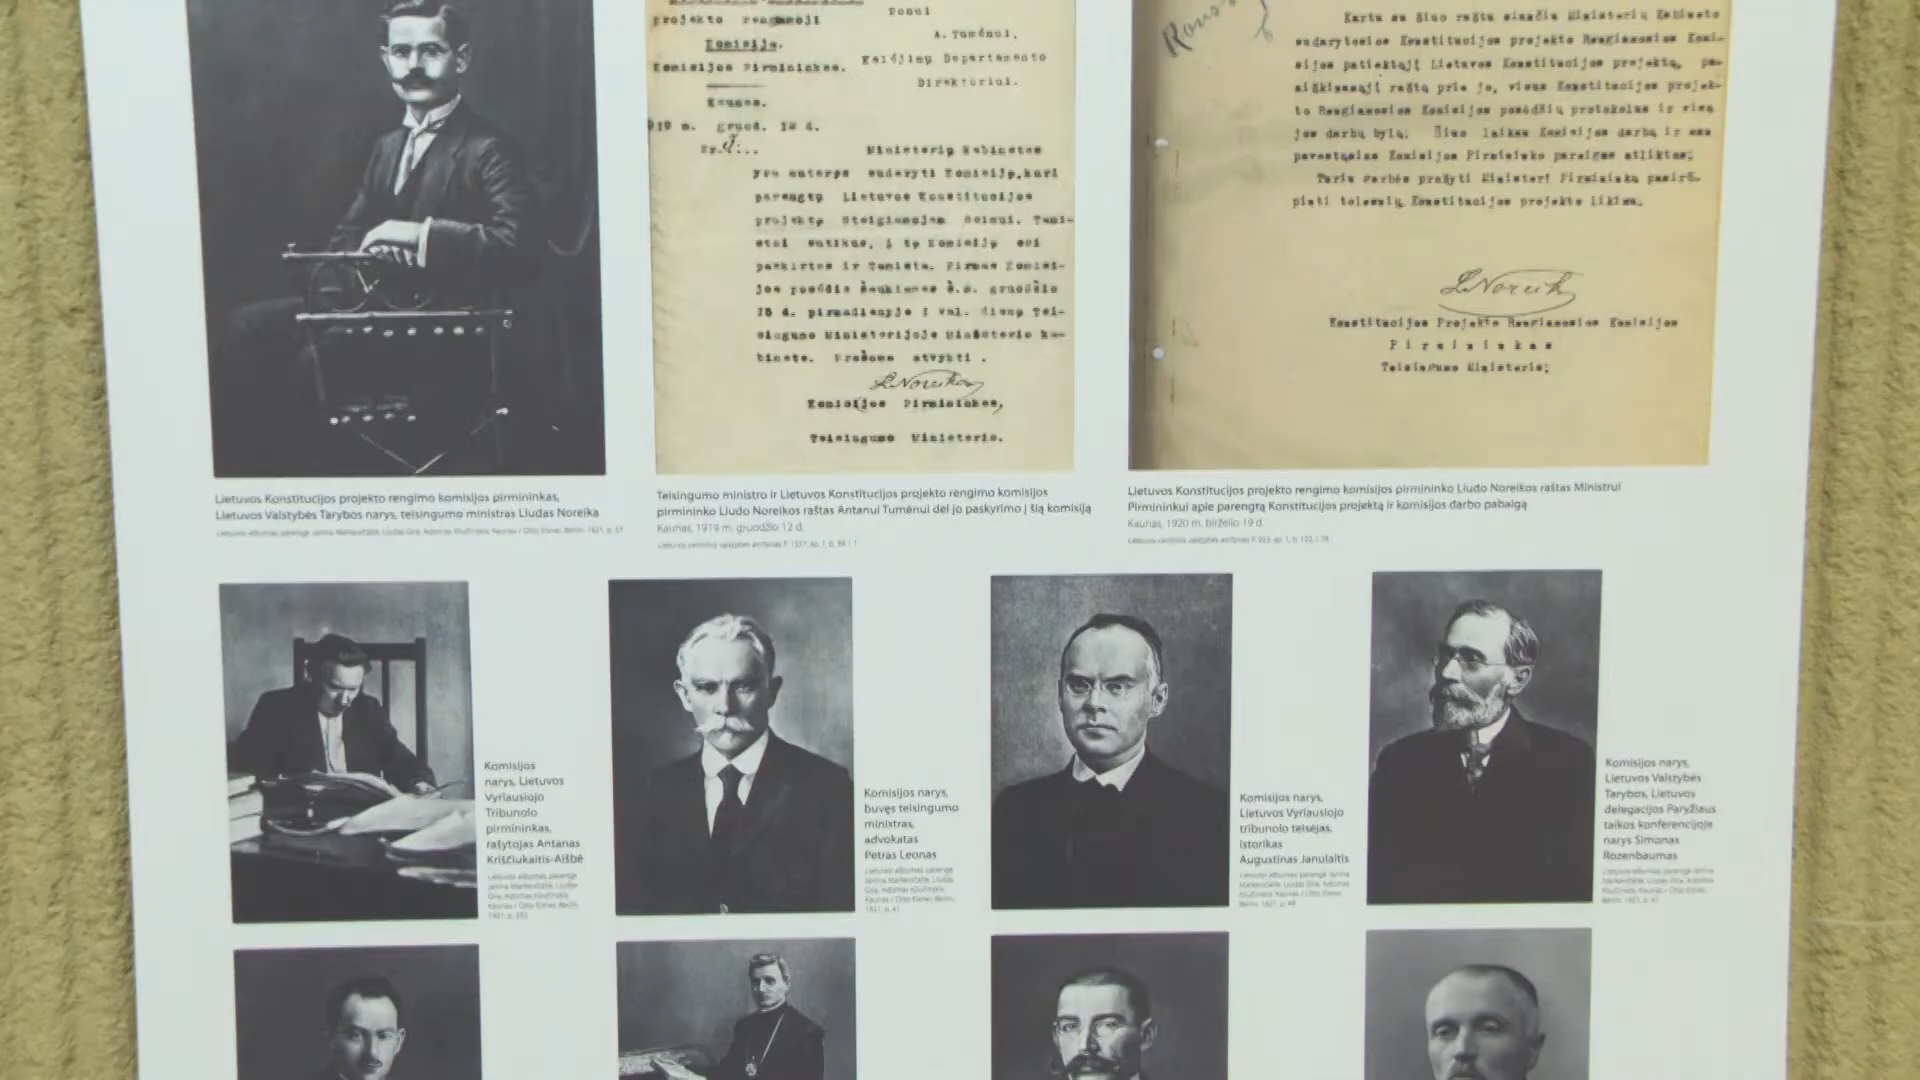 projekto rengėjoji
Komisija.
Komisijos Pirmininkas.
Kaunas.
1919 m. gruod. 12 d.
Ponui
A. Tumėnui,
Kalėjimų Departamento
Direktoriui.
Ministerių Kabinetas
yra sutaręs sudaryti Komisiją, kuri
parengtų Lietuvos Konstitucijos
projektą Steigiamajam Seimui. Tami-
stai sutikus, į tą Komisiją esi
paskirtas ir Tamista. Pirmas Komisi-
jos posėdis šaukiamas š.m. gruodžio
15 d. pirmadienyje 1 val. dieną Tei-
singumo Ministerijoje Ministerio ka-
binete. Prašome atvykti.
L. Noreika
Komisijos Pirmininkas,
Teisingumo Ministeris.
Kartu su šiuo raštu siunčiu Ministerių Kabineto
sudarytosios Konstitucijos projekto Rengiamosios Komi-
sijos patiektąjį Lietuvos Konstitucijos projektą, pa-
aiškinamąjį raštą prie jo, visus Konstitucijos projek-
to Rengiamosios Komisijos posėdžių protokolus ir visą
jos darbų bylą. Šiuo laikau Komisijos darbą ir man
pavestąsias Komisijos Pirmininko pareigas atliktas.
Turiu garbės prašyti Ministerį Pirmininką pasirū-
pinti tolesnių Konstitucijos projekto likimu.
L. Noreika
Konstitucijos Projekto Rengiamosios Komisijos
Pirmininkas
Teisingumo Ministeris;
Lietuvos Konstitucijos projekto rengimo komisijos pirmininkas,
Lietuvos Valstybės Tarybos narys, teisingumo ministras Liudas Noreika
Teisingumo ministro ir Lietuvos Konstitucijos projekto rengimo komisijos
pirmininko Liudo Noreikos raštas Antanui Tumėnui dėl jo paskyrimo į šią komisiją
Kaunas, 1919 m. gruodžio 12 d.
Lietuvos Konstitucijos projekto rengimo komisijos pirmininko Liudo Noreikos raštas Ministrui
Pirmininkui apie parengtą Konstitucijos projektą ir komisijos darbo pabaigą
Kaunas, 1920 m. birželio 19 d.
Komisijos
narys, Lietuvos
Vyriausiojo
Tribunolo
pirmininkas,
rašytojas Antanas
Kriščiukaitis-Aišbė
Komisijos narys,
buvęs teisingumo
ministras,
advokatas
Petras Leonas
Komisijos narys,
Lietuvos Vyriausiojo
tribunolo teisėjas,
istorikas
Augustinas Janulaitis
Komisijos narys,
Lietuvos Valstybės
Tarybos, Lietuvos
delegacijos Paryžiaus
taikos konferencijoje
narys Simonas
Rozenbaumas